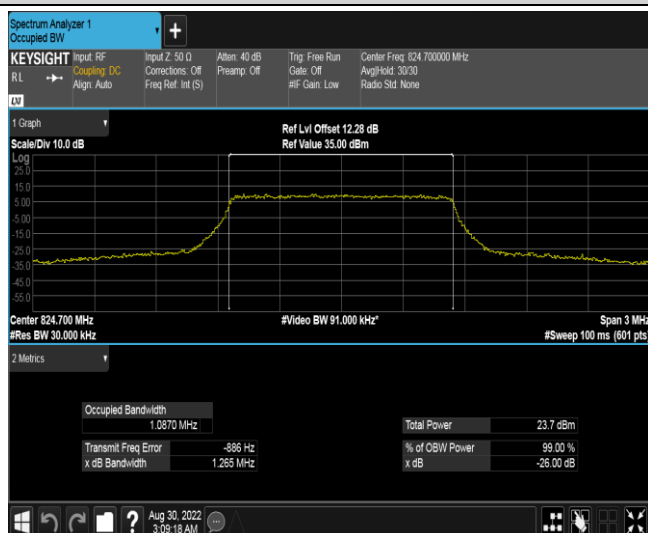 Spectrum Analyzer 1
Occupied BW
KEYSIGHT
RL
LXI
Input: RF
Coupling: DC
Align: Auto
Input Z: 50 Ω
Corrections: Off
Freq Ref: Int (S)
Atten: 40 dB
Preamp: Off
Trig: Free Run
Gate: Off
#IF Gain: Low
Center Freq: 824.700000 MHz
Avg|Hold: 30/30
Radio Std: None
1 Graph
Scale/Div 10.0 dB
Ref Lvl Offset 12.28 dB
Ref Value 35.00 dBm
Log
25.0
15.0
5.00
-5.00
-15.0
-25.0
-35.0
-45.0
-55.0
Center 824.700 MHz
#Res BW 30.000 kHz
#Video BW 91.000 kHz*
Span 3 MHz
#Sweep 100 ms (601 pts)
2 Metrics
Occupied Bandwidth
1.0870 MHz
Total Power 23.7 dBm
Transmit Freq Error -886 Hz
% of OBW Power 99.00 %
x dB Bandwidth 1.265 MHz
x dB -26.00 dB
?
Aug 30, 2022
3:09:18 AM